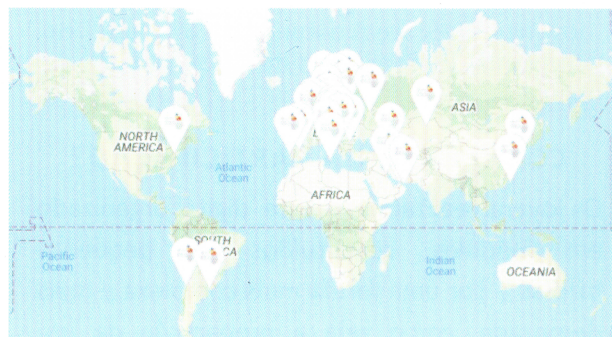 ASIA
NORTH
AMERICA
Atlantic
Ocean
AFRICA
SOUTH
Pacific
Ocean
Indian
Ocean
OCEANIA